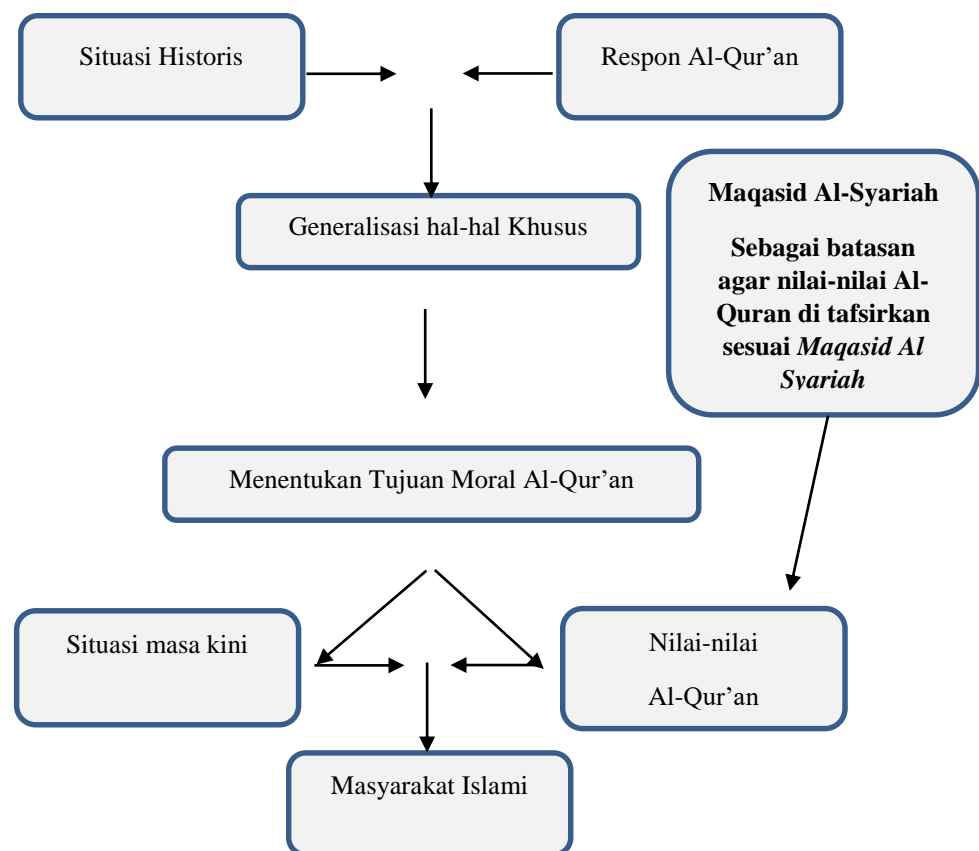 Situasi Historis
Respon Al-Qur’an
Generalisasi hal-hal Khusus
Maqasid Al-Syariah
Sebagai batasan
agar nilai-nilai Al-
Quran di tafsirkan
sesuai Maqasid Al
Syariah
Menentukan Tujuan Moral Al-Qur’an
Situasi masa kini
Nilai-nilai
Al-Qur’an
Masyarakat Islami